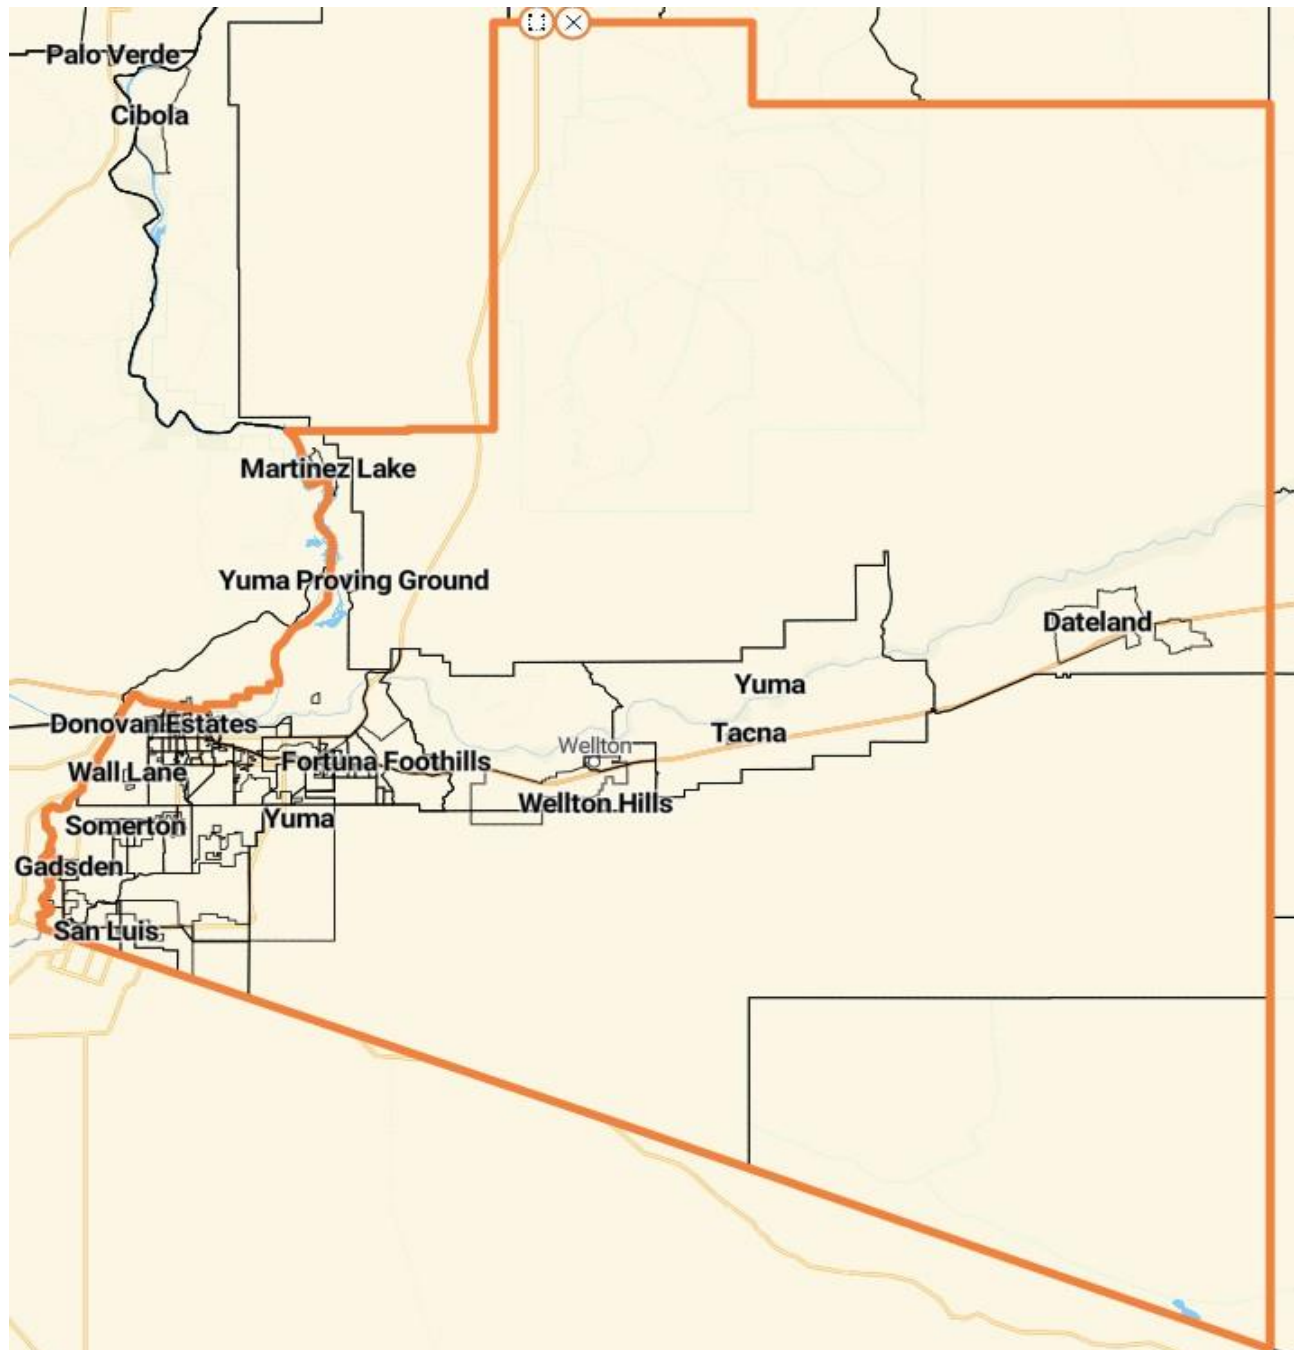 Palo Verde
Cibola
Martinez Lake
Yuma Proving Ground
Dateland
Yuma
Donovan Estates
Tacna
Wellton
Fortuna Foothills
Wall Lane
Wellton Hills
Yuma
Somerton
Gadsden
San Luis